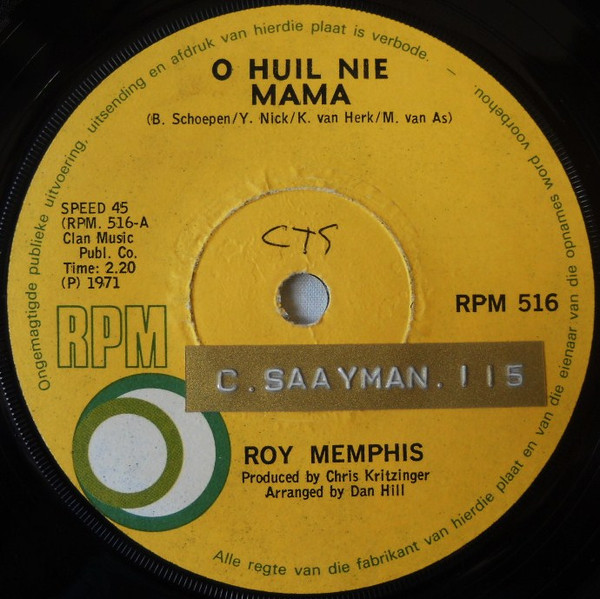 Ongemagtigde publieke uitvoering, uitsending en afdruk van hierdie plaat is verbode. –
Alle regte van die fabrikant van hierdie plaat en van die eienaar van die opnames word voorbehou.
O HUIL NIE
MAMA
(B. Schoepen/Y. Nick/K. van Herk/M. van As)
SPEED 45
(RPM. 516-A
Clan Music
Publ. Co.
Time: 2.20
(P) 1971
CTS
RPM 516
RPM
C.SAAYMAN.115
ROY MEMPHIS
Produced by Chris Kritzinger
Arranged by Dan Hill